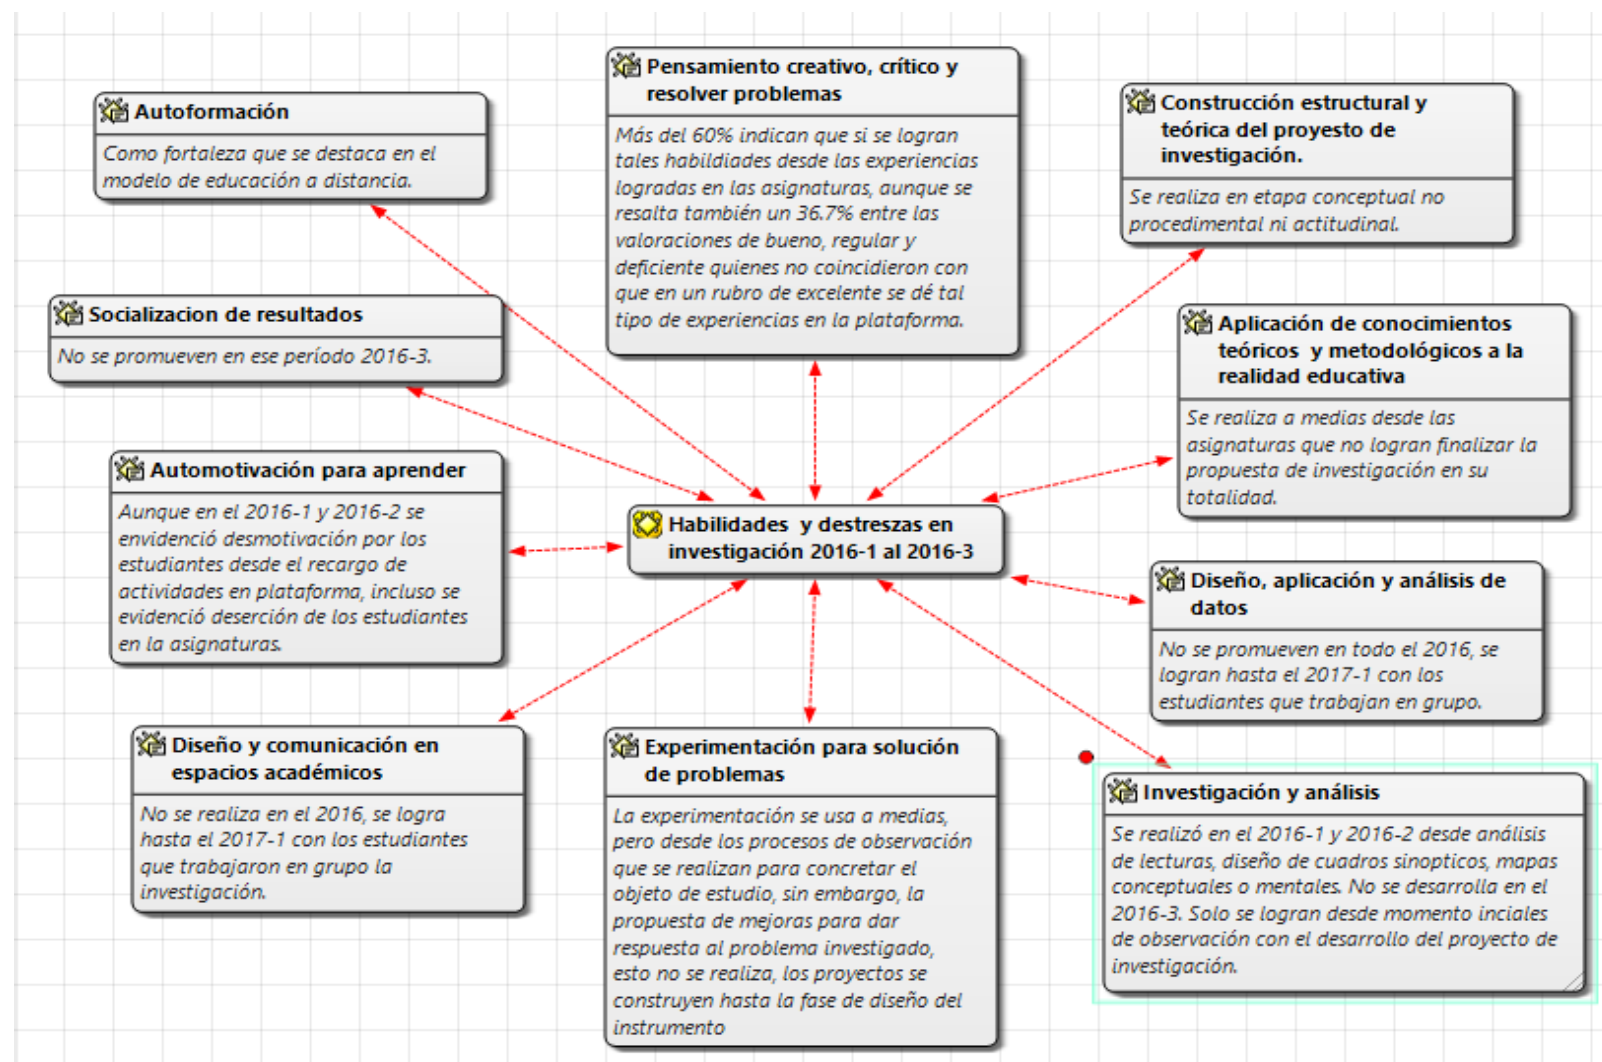 Pensamiento creativo, crítico y
resolver problemas
Más del 60% indican que si se logran
tales habildiades desde las experiencias
logradas en las asignaturas, aunque se
resalta también un 36.7% entre las
valoraciones de bueno, regular y
deficiente quienes no coincidieron con
que en un rubro de excelente se dé tal
tipo de experiencias en la plataforma.
Autoformación
Como fortaleza que se destaca en el
modelo de educación a distancia.
Construcción estructural y
teórica del proyesto de
investigación.
Se realiza en etapa conceptual no
procedimental ni actitudinal.
Socializacion de resultados
No se promueven en ese período 2016-3.
Aplicación de conocimientos
teóricos y metodológicos a la
realidad educativa
Se realiza a medias desde las
asignaturas que no logran finalizar la
propuesta de investigación en su
totalidad.
Automotivación para aprender
Aunque en el 2016-1 y 2016-2 se
envidenció desmotivación por los
estudiantes desde el recargo de
actividades en plataforma, incluso se
evidenció deserción de los estudiantes
en la asignaturas.
Habilidades y destreszas en
investigación 2016-1 al 2016-3
Diseño, aplicación y análisis de
datos
No se promueven en todo el 2016, se
logran hasta el 2017-1 con los
estudiantes que trabajan en grupo.
Diseño y comunicación en
espacios académicos
No se realiza en el 2016, se logra
hasta el 2017-1 con los estudiantes
que trabajaron en grupo la
investigación.
Experimentación para solución
de problemas
La experimentación se usa a medias,
pero desde los procesos de observación
que se realizan para concretar el
objeto de estudio, sin embargo, la
propuesta de mejoras para dar
respuesta al problema investigado,
esto no se realiza, los proyectos se
construyen hasta la fase de diseño del
instrumento
Investigación y análisis
Se realizó en el 2016-1 y 2016-2 desde análisis
de lecturas, diseño de cuadros sinopticos, mapas
conceptuales o mentales. No se desarrolla en el
2016-3. Solo se logran desde momento inciales
de observación con el desarrollo del proyecto de
investigación.